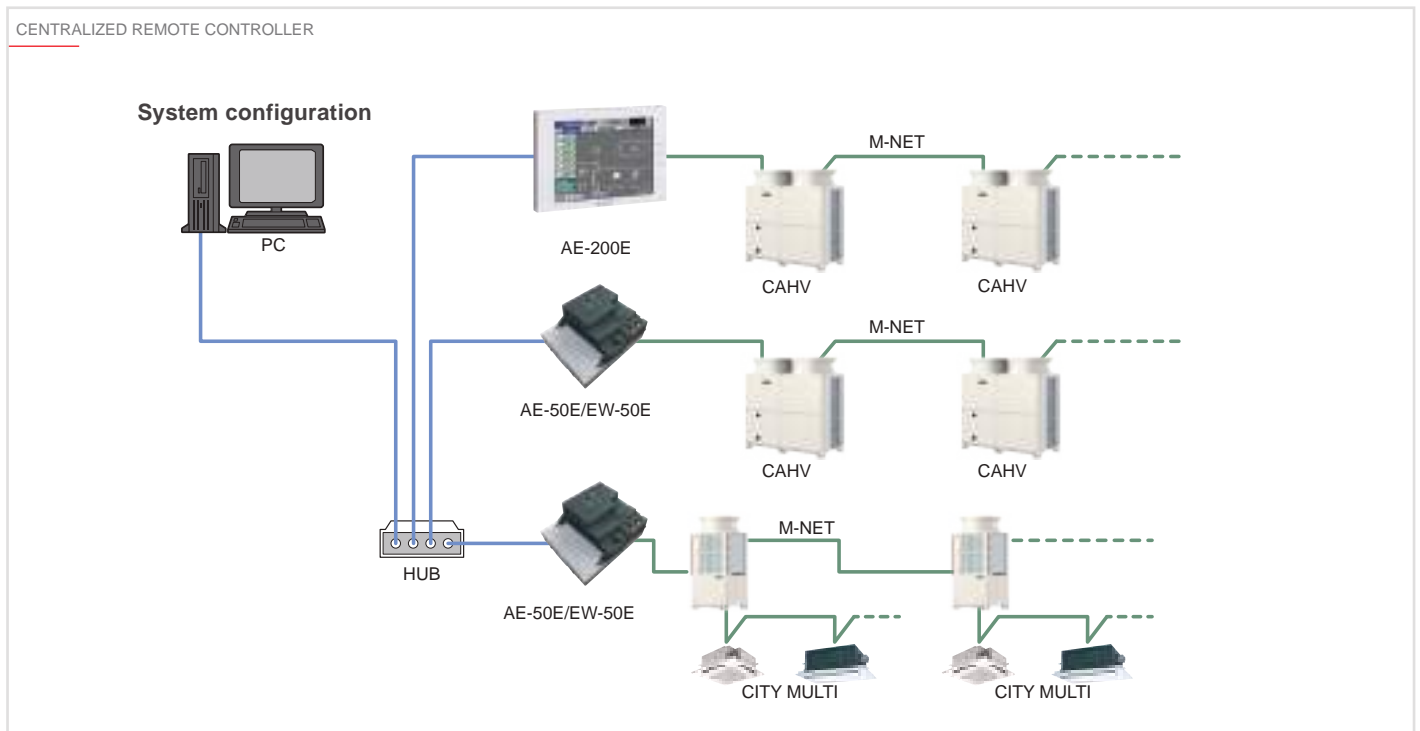 CENTRALIZED REMOTE CONTROLLER
System configuration
PC
AE-200E
M-NET
CAHV
CAHV
AE-50E/EW-50E
M-NET
CAHV
CAHV
HUB
AE-50E/EW-50E
M-NET
CITY MULTI
CITY MULTI